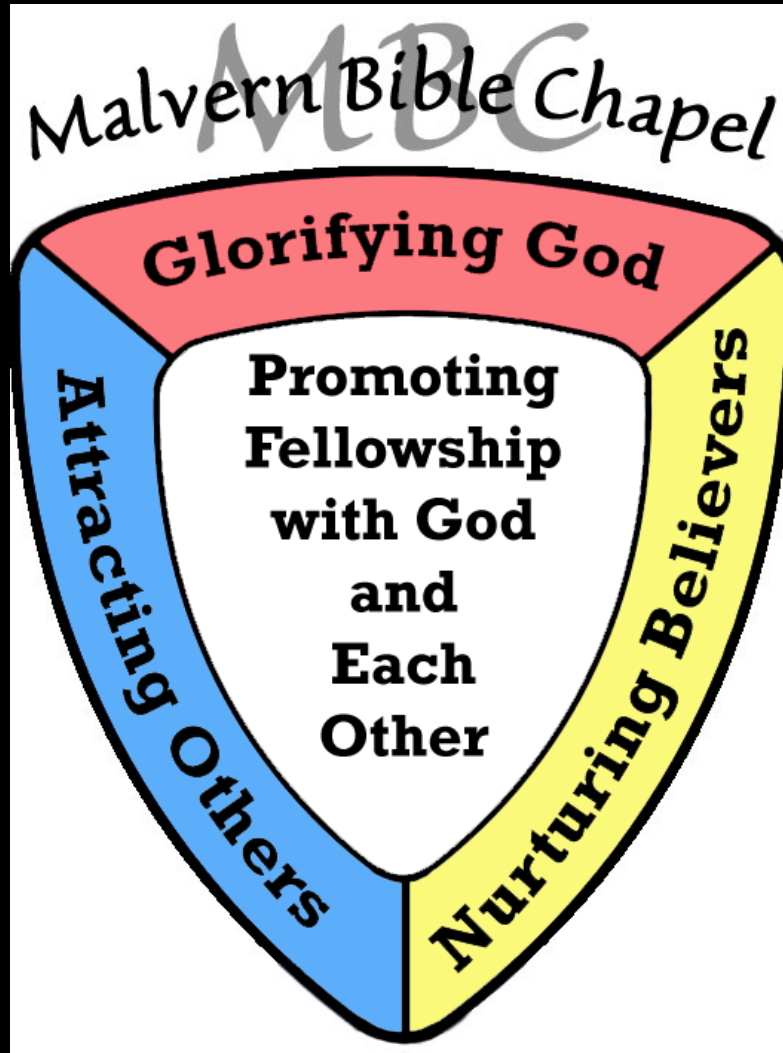 MBC
Malvern Bible Chapel
Glorifying God
Attracting Others
Promoting
Fellowship
with God
and
Each
Other
Nurturing Believers